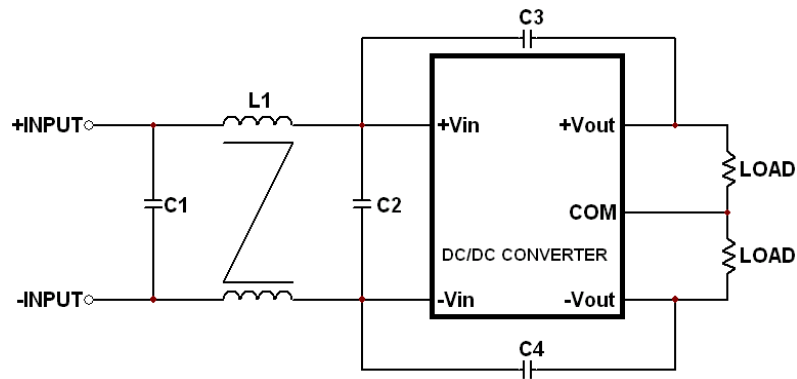 C3
L1
+INPUT
+Vin
+Vout
LOAD
C1
C2
COM
DC/DC CONVERTER
LOAD
-INPUT
-Vin
-Vout
C4